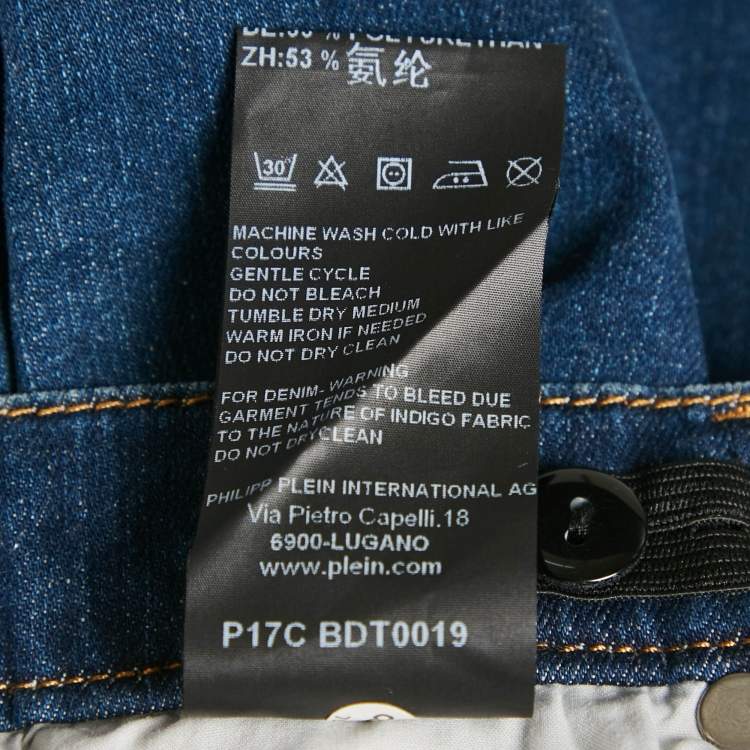 ZH:53 % 氨纶
30°
MACHINE WASH COLD WITH LIKE
COLOURS
GENTLE CYCLE
DO NOT BLEACH
TUMBLE DRY MEDIUM
WARM IRON IF NEEDED
DO NOT DRY CLEAN
FOR DENIM- WARNING
GARMENT TENDS TO BLEED DUE
TO THE NATURE OF INDIGO FABRIC
DO NOT DRYCLEAN
PHILIPP PLEIN INTERNATIONAL AG
Via Pietro Capelli.18
6900-LUGANO
www.plein.com
P17C BDT0019